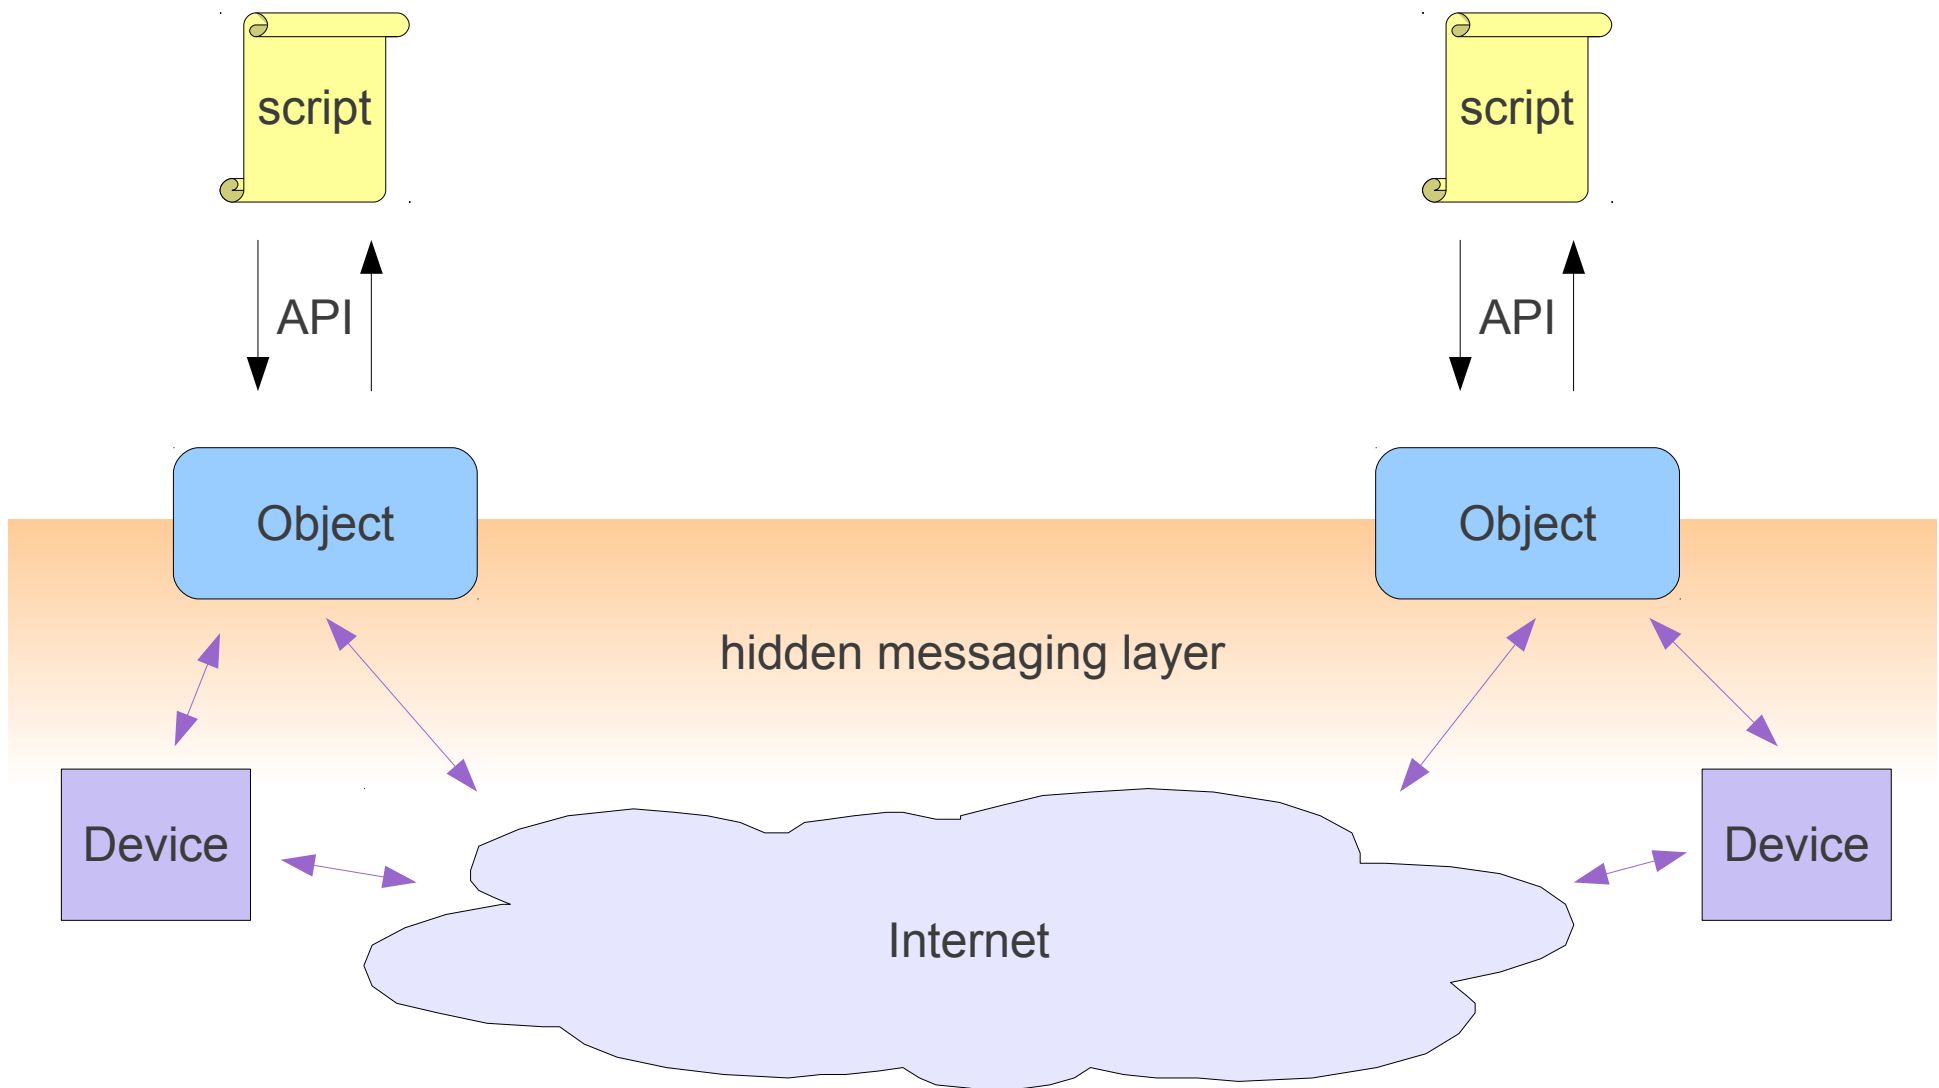 script
script
API
API
Object
Object
hidden messaging layer
Device
Device
Internet